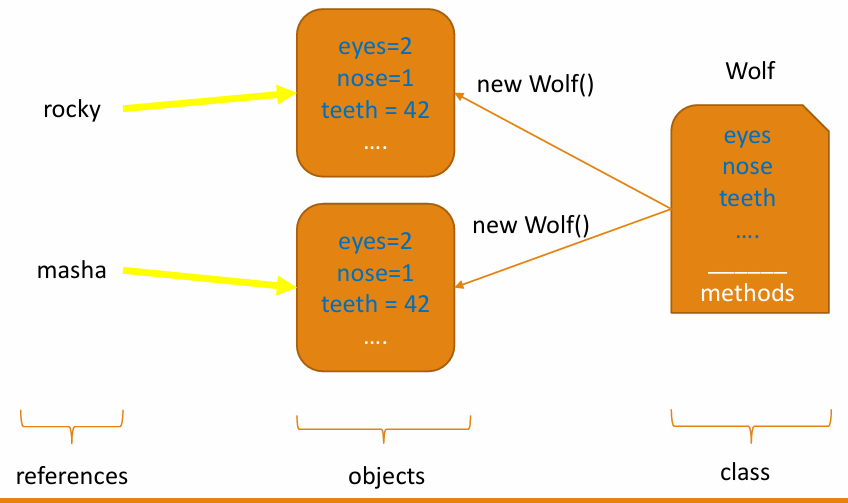 rocky
eyes=2
nose=1
teeth = 42
....
new Wolf()
Wolf
eyes
nose
teeth
....
______
methods
masha
eyes=2
nose=1
teeth = 42
....
new Wolf()
references
objects
class